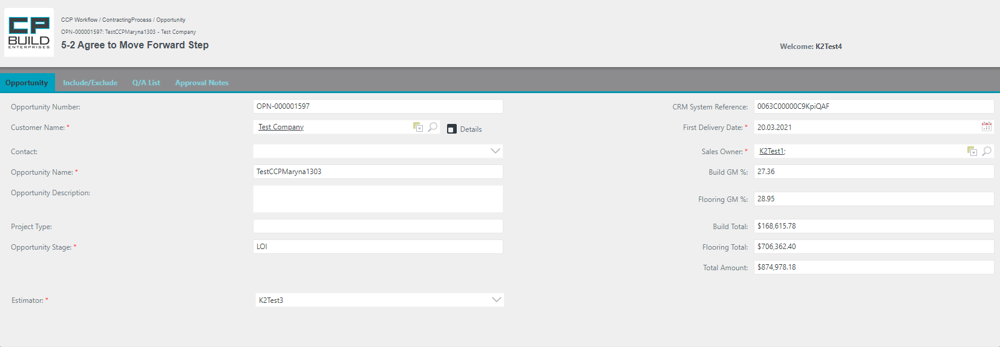 CP
BUILD
ENTERPRISES
CCP Workflow / ContractingProcess / Opportunity
OPN-000001597: TestCCPMaryna1303 - Test Company
5-2 Agree to Move Forward Step
Welcome: K2Test4
Opportunity Include/Exclude Q/A List Approval Notes
Opportunity Number: OPN-000001597
CRM System Reference: 0063C00000C9KpiQAF
Customer Name: * Test Company Details
First Delivery Date: * 20.03.2021
Contact:
Sales Owner: * K2Test1;
Opportunity Name: * TestCCPMaryna1303
Build GM %: 27.36
Opportunity Description:
Flooring GM %: 28.95
Project Type:
Build Total: $168,615.78
Opportunity Stage: * LOI
Flooring Total: $706,362.40
Total Amount: $874,978.18
Estimator: * K2Test3